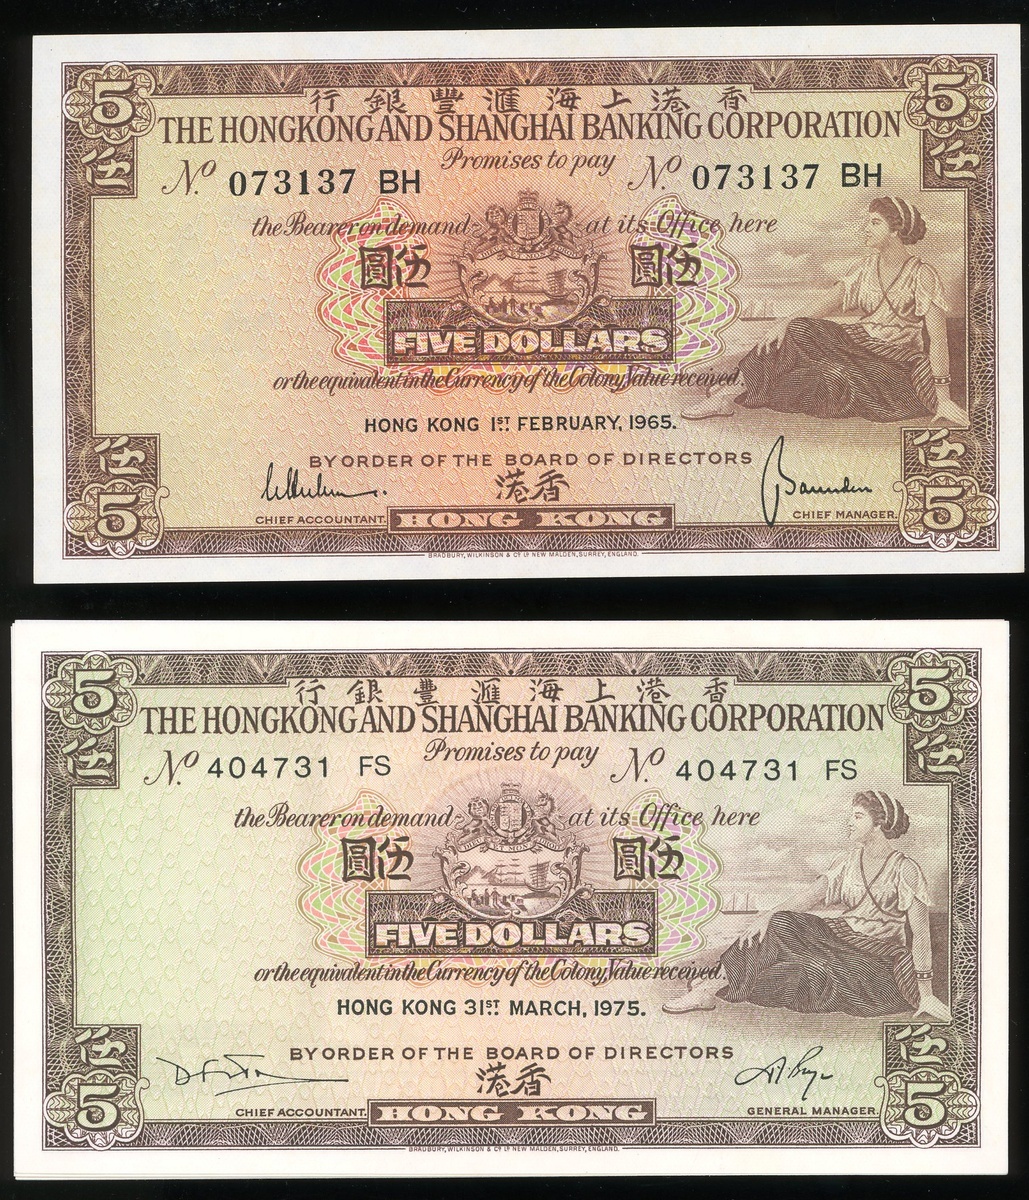 5 5
行銀豐滙海上港香
THE HONGKONG AND SHANGHAI BANKING CORPORATION
伍 伍
Promises to pay
Nº 073137 BH Nº 073137 BH
the Bearer on demand at its Office here
圓伍 圓伍
FIVE DOLLARS
or the equivalent in the Currency of the Colony, Value received.
HONG KONG 1ST FEBRUARY, 1965.
伍 伍
BY ORDER OF THE BOARD OF DIRECTORS
港香
5 5
CHIEF ACCOUNTANT. HONG KONG CHIEF MANAGER.
BRADBURY, WILKINSON & Cº Lᴰ NEW MALDEN, SURREY, ENGLAND.
5 5
行銀豐滙海上港香
THE HONGKONG AND SHANGHAI BANKING CORPORATION
伍 伍
Promises to pay
Nº 404731 FS Nº 404731 FS
the Bearer on demand at its Office here
圓伍 圓伍
FIVE DOLLARS
or the equivalent in the Currency of the Colony, Value received.
HONG KONG 31ST MARCH, 1975.
伍 伍
BY ORDER OF THE BOARD OF DIRECTORS
港香
5 5
CHIEF ACCOUNTANT. HONG KONG GENERAL MANAGER.
BRADBURY, WILKINSON & Cº Lᴰ NEW MALDEN, SURREY, ENGLAND.